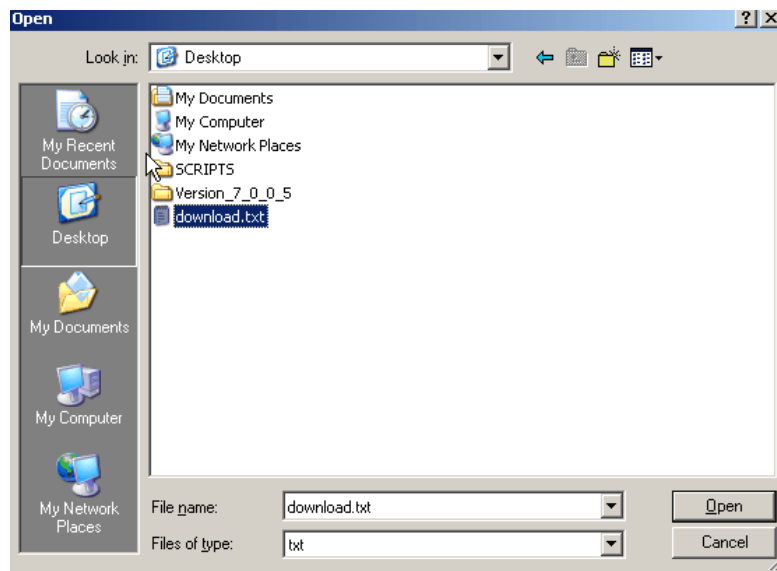 Open
Look in: Desktop
My Recent
Documents
Desktop
My Documents
My Computer
My Network
Places
My Documents
My Computer
My Network Places
SCRIPTS
Version_7_0_0_5
download.txt
File name: download.txt Open
Files of type: txt Cancel